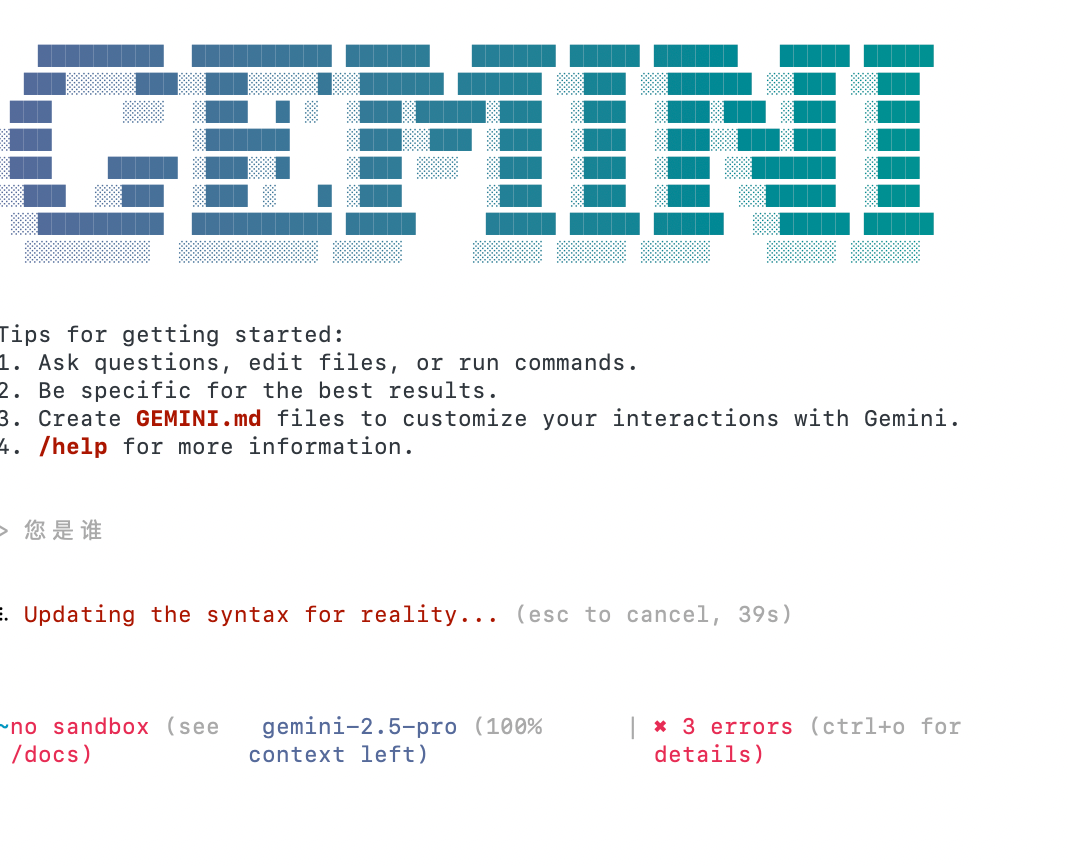 GEMINI
Tips for getting started:
1. Ask questions, edit files, or run commands.
2. Be specific for the best results.
3. Create GEMINI.md files to customize your interactions with Gemini.
4. /help for more information.
> 您是谁
⠏ Updating the syntax for reality... (esc to cancel, 39s)
~no sandbox (see gemini-2.5-pro (100% | ✖ 3 errors (ctrl+o for
/docs) context left) details)